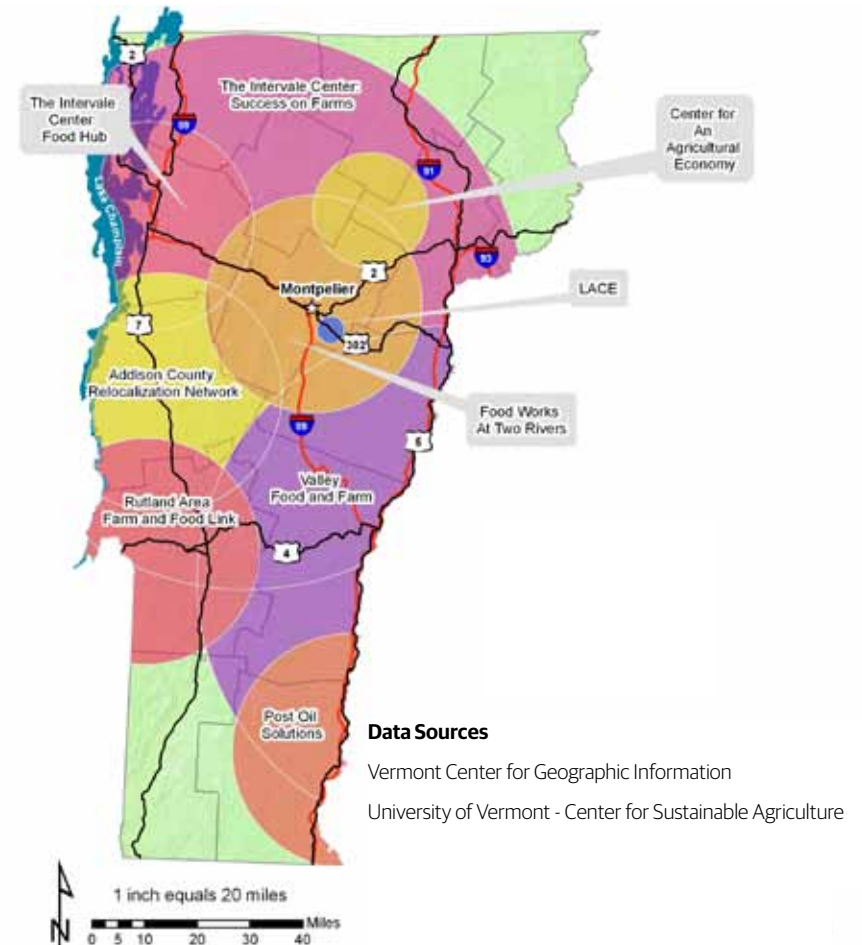 2
The Intervale Center:
Success on Farms
The Intervale
Center
Food Hub
89
Center for
An
Agricultural
Economy
91
Lake Champlain
93
2
Montpelier
LACE
7
302
Addison County
Relocalization Network
Food Works
At Two Rivers
89
5
Valley
Food and Farm
Rutland Area
Farm and Food Link
4
Post Oil
Solutions
Data Sources
Vermont Center for Geographic Information
University of Vermont - Center for Sustainable Agriculture
N
1 inch equals 20 miles
Miles
0 5 10 20 30 40